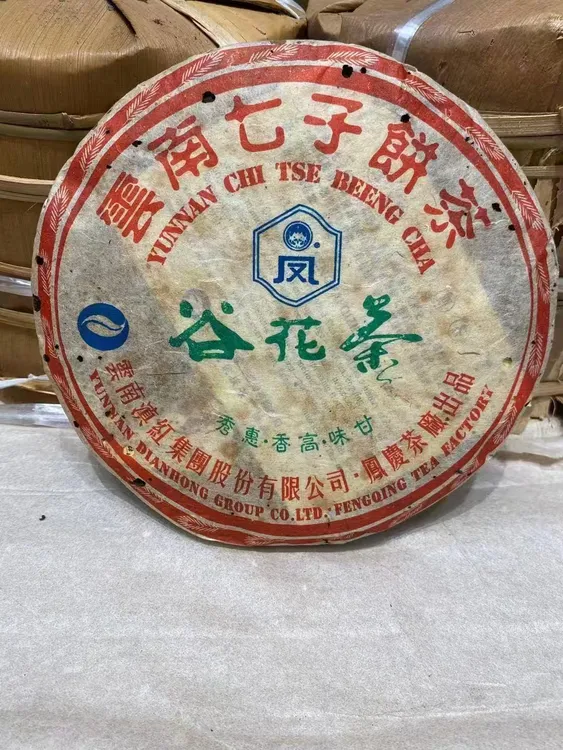 雲南七子餅茶
YUNNAN CHI TSE BEENG CHA
凤
谷花茶
秀惠·香高·味甘
雲南滇紅集團股份有限公司·鳳慶茶廠出品
YUNNAN DIANHONG GROUP CO.LTD. FENGQING TEA FACTORY